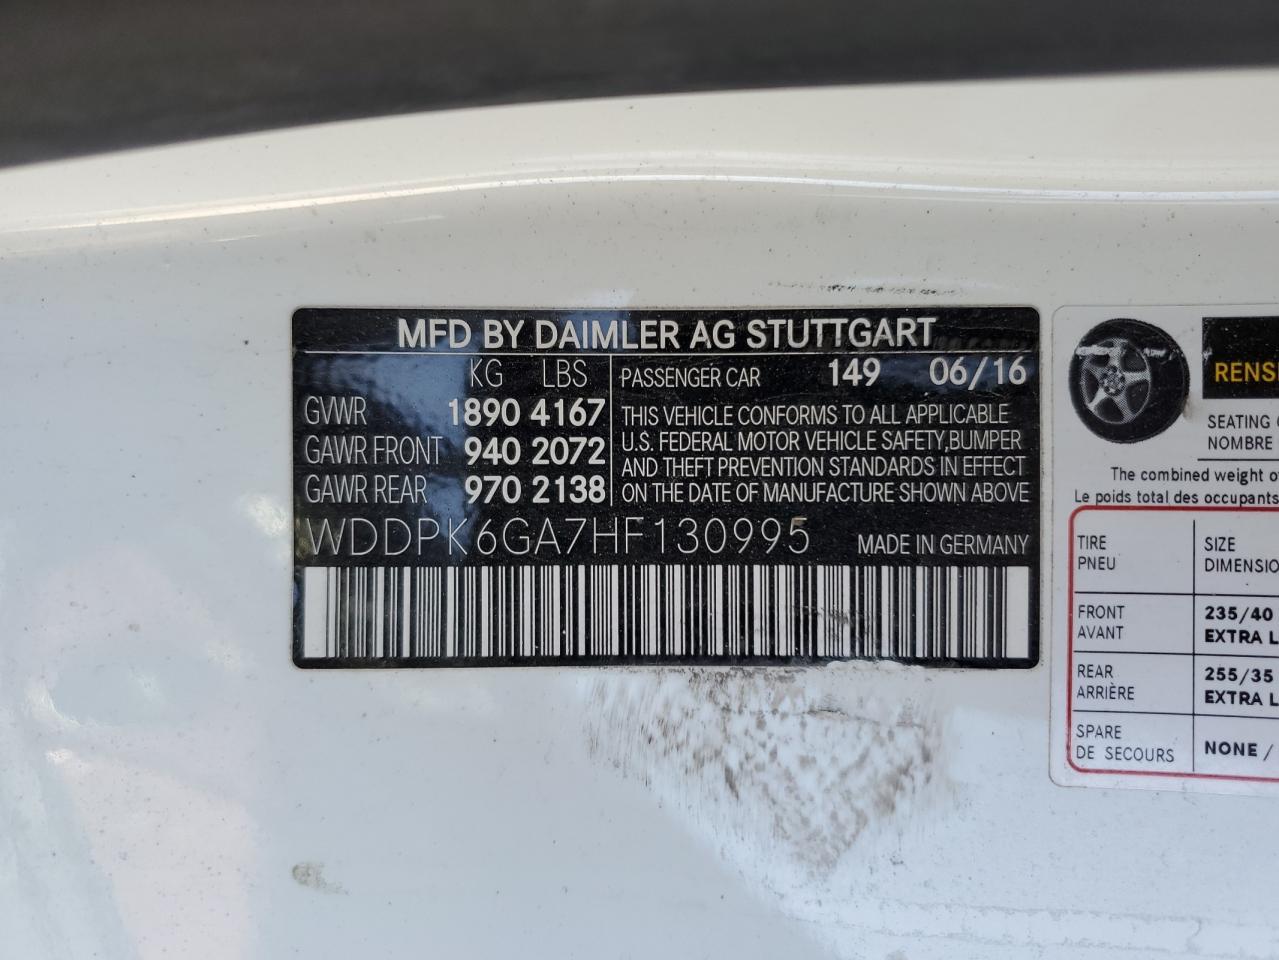 MFD BY DAIMLER AG STUTTGART
KG LBS
GVWR 1890 4167
GAWR FRONT 940 2072
GAWR REAR 970 2138
PASSENGER CAR 149 06/16
THIS VEHICLE CONFORMS TO ALL APPLICABLE
U.S. FEDERAL MOTOR VEHICLE SAFETY,BUMPER
AND THEFT PREVENTION STANDARDS IN EFFECT
ON THE DATE OF MANUFACTURE SHOWN ABOVE
WDDPK6GA7HF130995 MADE IN GERMANY
SEATING
NOMBRE
The combined weight
Le poids total des occupants
TIRE SIZE
PNEU DIMENSIO
FRONT 235/40
AVANT EXTRA L
REAR 255/35
ARRIÈRE EXTRA L
SPARE NONE /
DE SECOURS